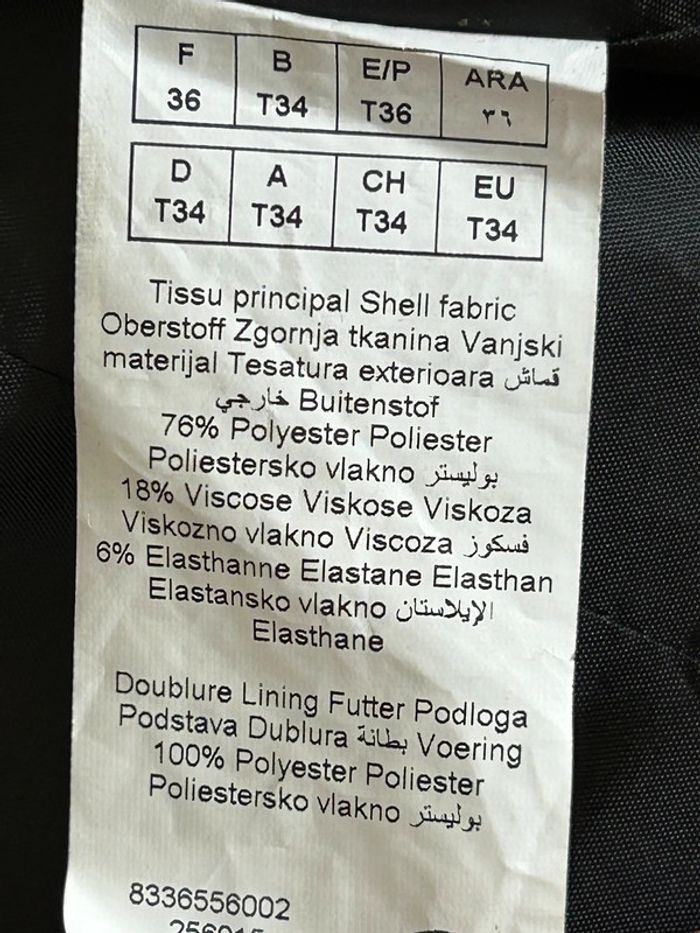 F B E/P ARA
36 T34 T36 ٣٦
D A CH EU
T34 T34 T34 T34
Tissu principal Shell fabric
Oberstoff Zgornja tkanina Vanjski
materijal Tesatura exterioara قماش
خارجي Buitenstof
76% Polyester Poliester
Poliestersko vlakno بوليستر
18% Viscose Viskose Viskoza
Viskozno vlakno Viscoza فسكوز
6% Elasthanne Elastane Elasthan
Elastansko vlakno الإيلاستان
Elasthane
Doublure Lining Futter Podloga
Podstava Dublura بطانة Voering
100% Polyester Poliester
Poliestersko vlakno بوليستر
8336556002